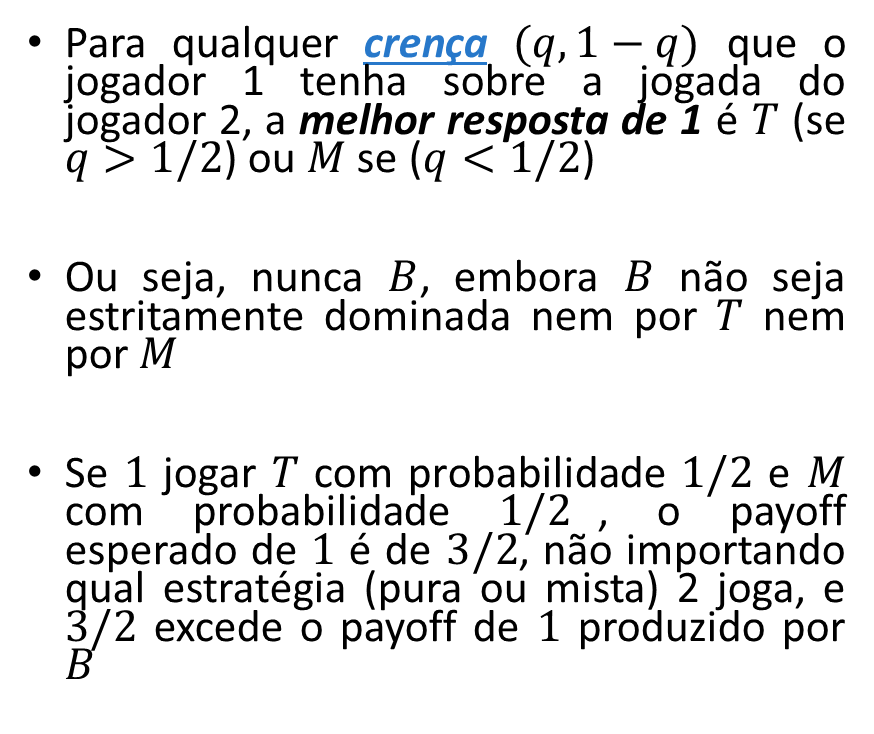 • Para qualquer crença (q, 1 − q) que o
jogador 1 tenha sobre a jogada do
jogador 2, a melhor resposta de 1 é T (se
q > 1/2) ou M se (q < 1/2)
• Ou seja, nunca B, embora B não seja
estritamente dominada nem por T nem
por M
• Se 1 jogar T com probabilidade 1/2 e M
com probabilidade 1/2 , o payoff
esperado de 1 é de 3/2, não importando
qual estratégia (pura ou mista) 2 joga, e
3/2 excede o payoff de 1 produzido por
B